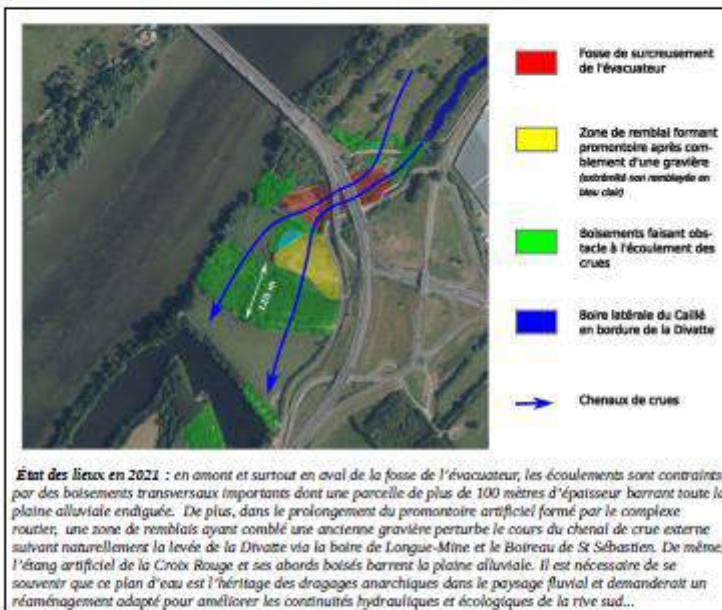 Fosse de surcreusement
de l'évacuateur
Zone de remblai formant
promontoire après com-
blement d'une gravière
(extrémité non remblayée en
bleu clair)
Boisements faisant obs-
tacle à l'écoulement des
crues
120 m
Boire latérale du Caillé
en bordure de la Divatte
Chenaux de crues
État des lieux en 2021 : en amont et surtout en aval de la fosse de l'évacuateur, les écoulements sont contraints
par des boisements transversaux importants dont une parcelle de plus de 100 mètres d'épaisseur barrant toute la
plaine alluviale endiguée. De plus, dans le prolongement du promontoire artificiel formé par le complexe
routier, une zone de remblais ayant comblé une ancienne gravière perturbe le cours du chenal de crue externe
suivant naturellement la levée de la Divatte via la boire de Longue-Mine et le Boireau de St Sébastien. De même,
l'étang artificiel de la Croix Rouge et ses abords boisés barrent la plaine alluviale. Il est nécessaire de se
souvenir que ce plan d'eau est l'héritage des dragages anarchiques dans le paysage fluvial et demanderait un
réaménagement adapté pour améliorer les continuités hydrauliques et écologiques de la rive sud...